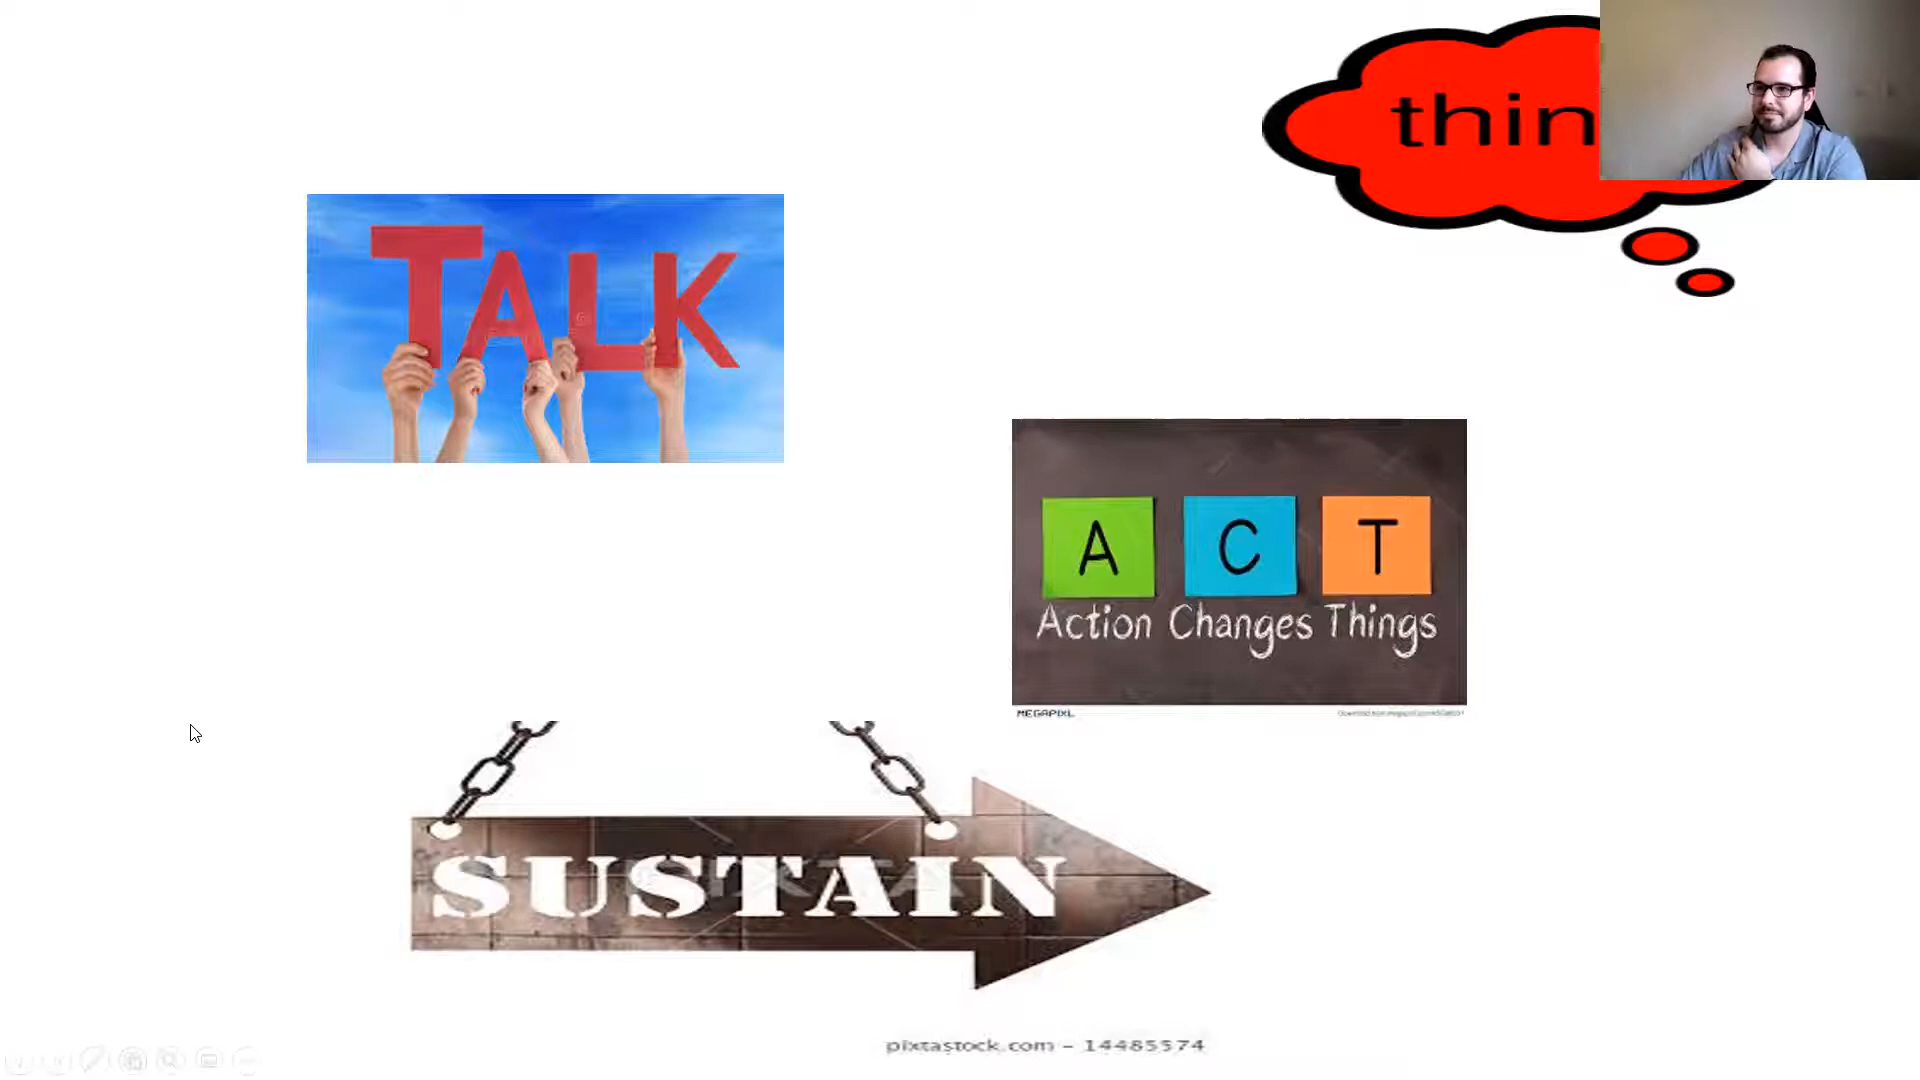 thin
TALK
A C T
Action Changes Things
MEGAPIXL
SUSTAIN
pixtastock.com - 14485574